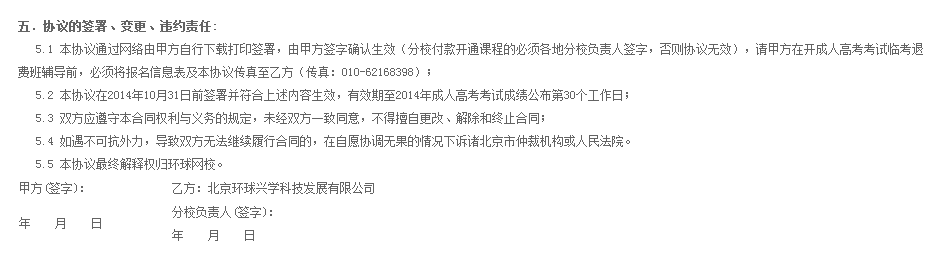 五．协议的签署、变更、违约责任:
5.1 本协议通过网络由甲方自行下载打印签署，由甲方签字确认生效（分校付款开通课程的必须各地分校负责人签字，否则协议无效），请甲方在开成人高考考试临考退
费班辅导前，必须将报名信息表及本协议传真至乙方（传真：010-62168398）；
5.2 本协议在2014年10月31日前签署并符合上述内容生效，有效期至2014年成人高考考试成绩公布第30个工作日；
5.3 双方应遵守本合同权利与义务的规定，未经双方一致同意，不得擅自更改、解除和终止合同；
5.4 如遇不可抗外力，导致双方无法继续履行合同的，在自愿协调无果的情况下诉诸北京市仲裁机构或人民法院。
5.5 本协议最终解释权归环球网校。
甲方(签字)： 乙方：北京环球兴学科技发展有限公司
分校负责人(签字)：
年 月 日
年 月 日